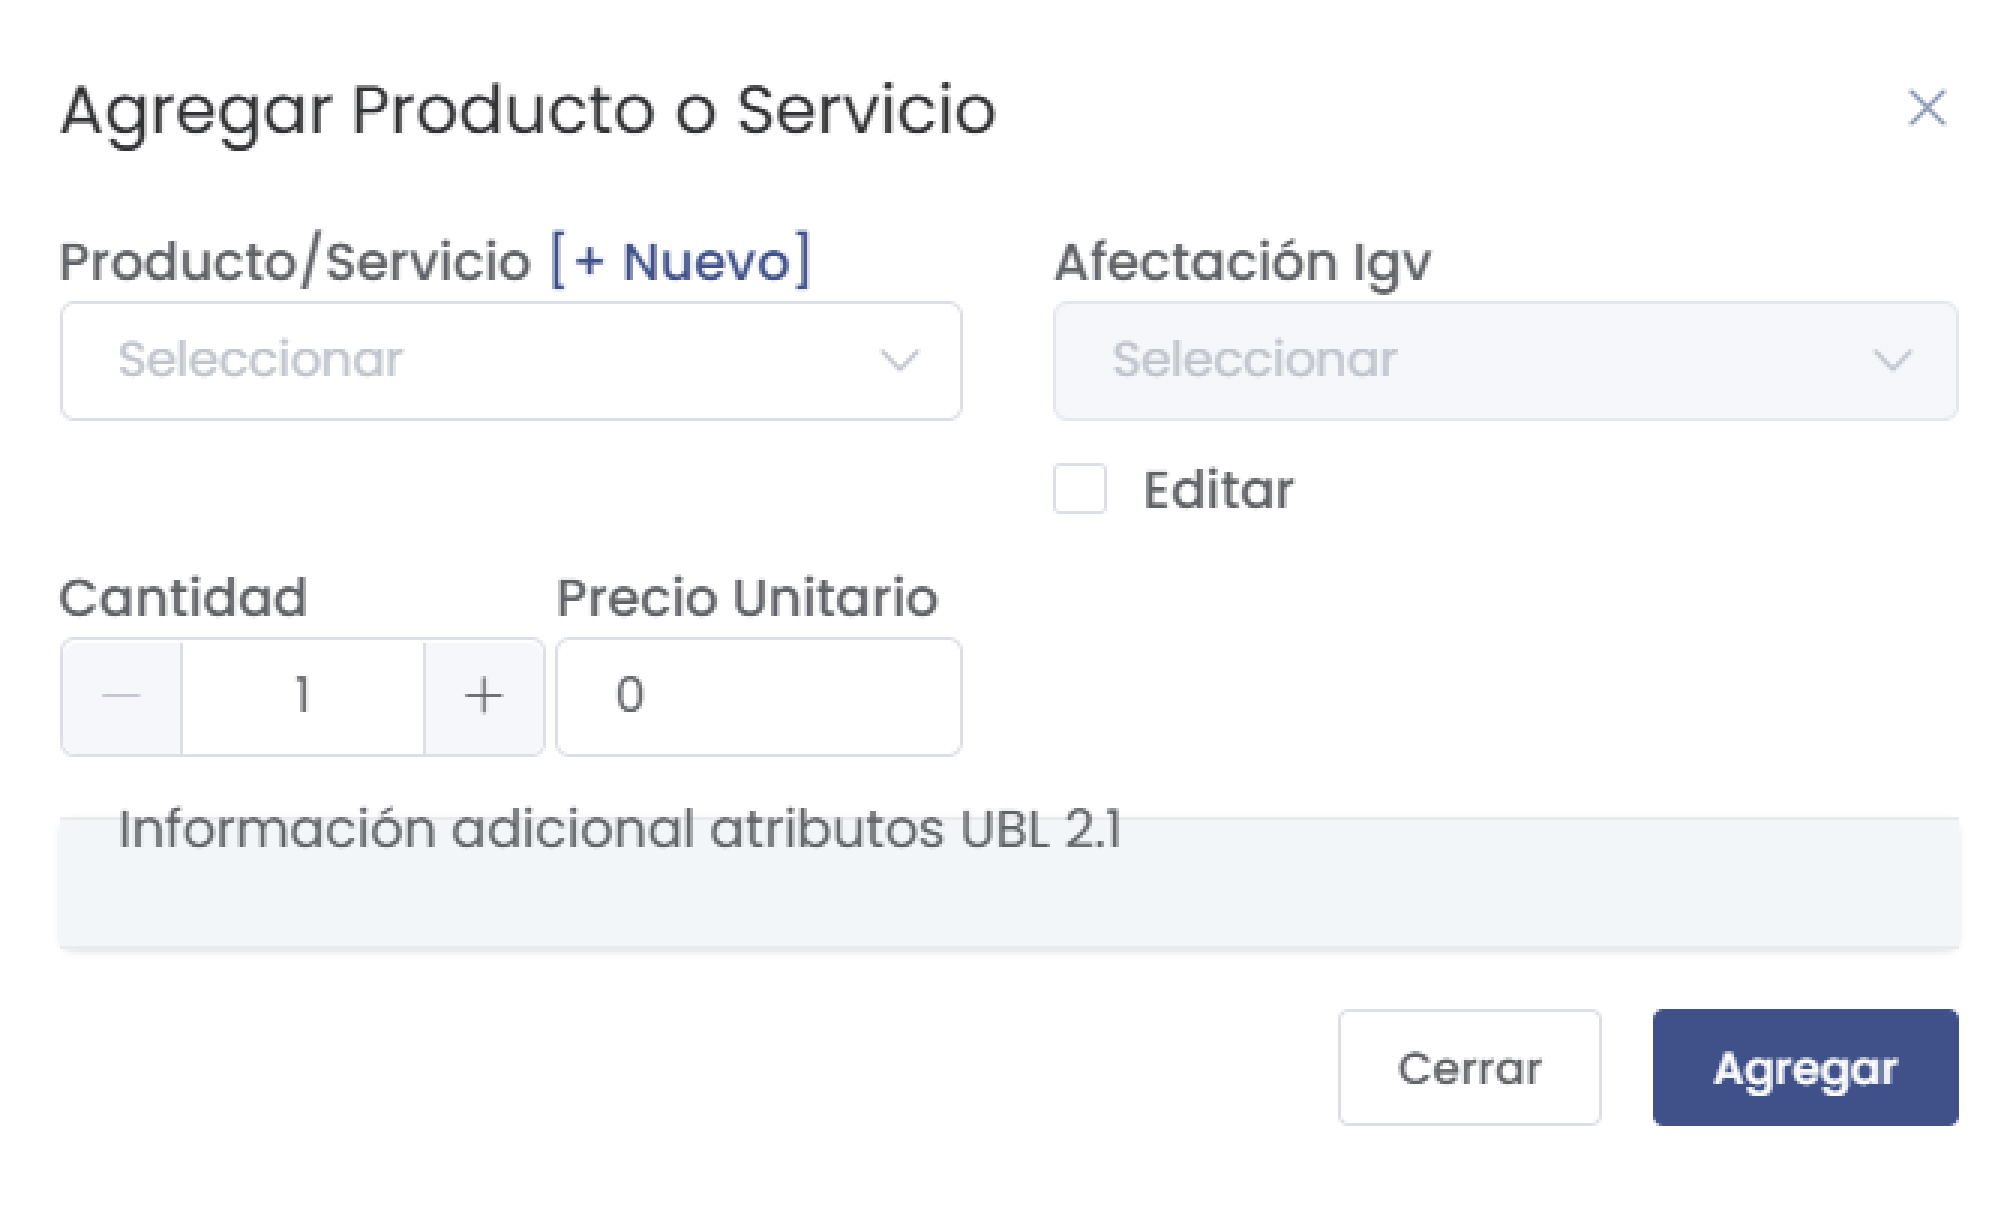 Agregar Producto o Servicio
Producto/Servicio [+ Nuevo]
Afectación Igv
Seleccionar
Seleccionar
Editar
Cantidad
Precio Unitario
1
0
Información adicional atributos UBL 2.1
Cerrar
Agregar